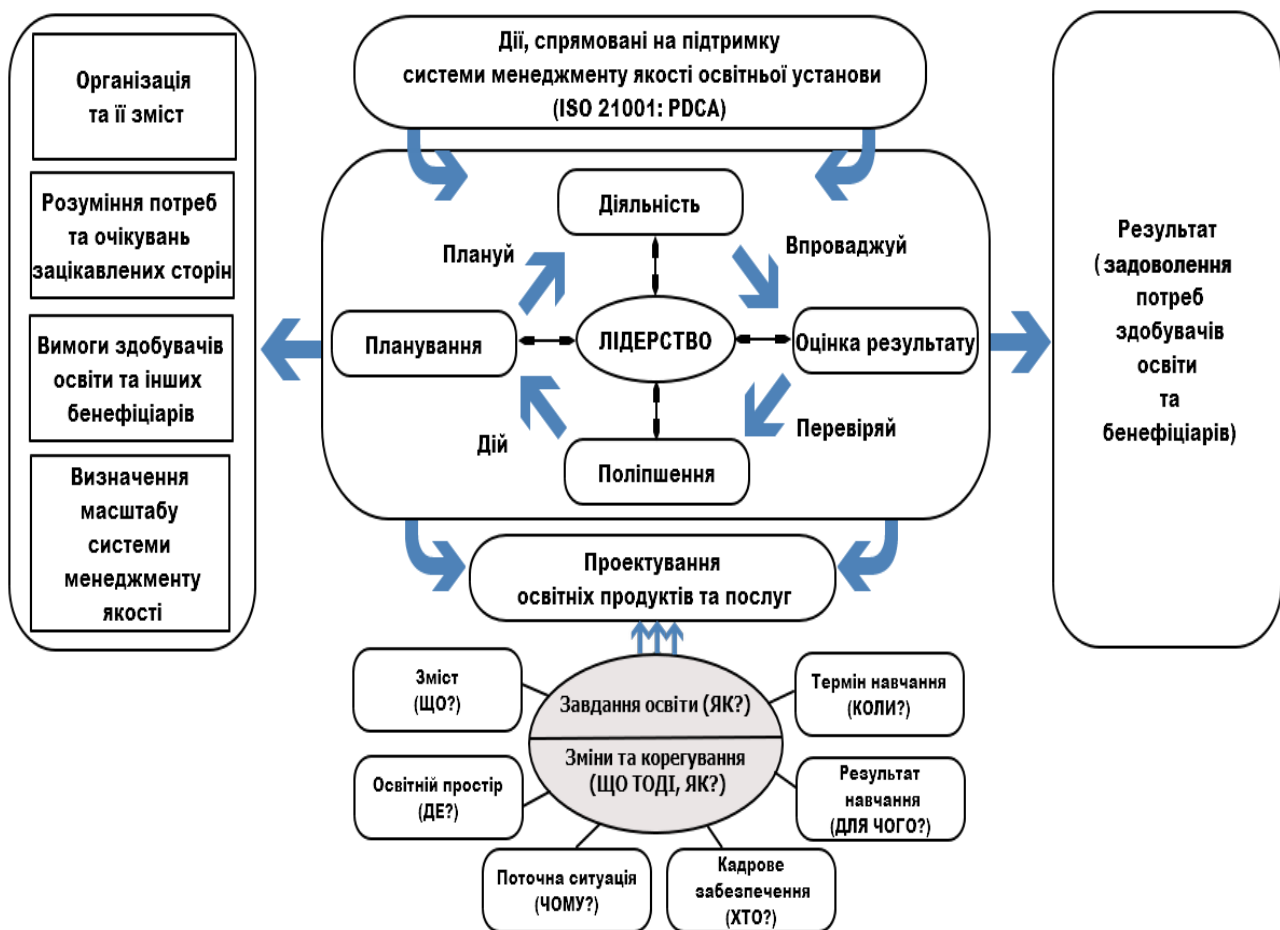 Організація
та її зміст
Розуміння потреб
та очікувань
зацікавлених сторін
Вимоги здобувачів
освіти та інших
бенефіціарів
Визначення
масштабу
системи
менеджменту
якості
Дії, спрямовані на підтримку
системи менеджменту якості освітньої установи
(ISO 21001: PDCA)
Діяльність
Плануй
Впроваджуй
Планування
ЛІДЕРСТВО
Оцінка результату
Дій
Перевіряй
Поліпшення
Результат
( задоволення
потреб
здобувачів
освіти
та
бенефіціарів)
Проектування
освітніх продуктів та послуг
Зміст
(ЩО?)
Завдання освіти (ЯК?)
Термін навчання
(КОЛИ?)
Зміни та корегування
(ЩО ТОДІ, ЯК?)
Освітній простір
(ДЕ?)
Результат
навчання
(ДЛЯ ЧОГО?)
Поточна ситуація
(ЧОМУ?)
Кадрове
забезпечення
(ХТО?)